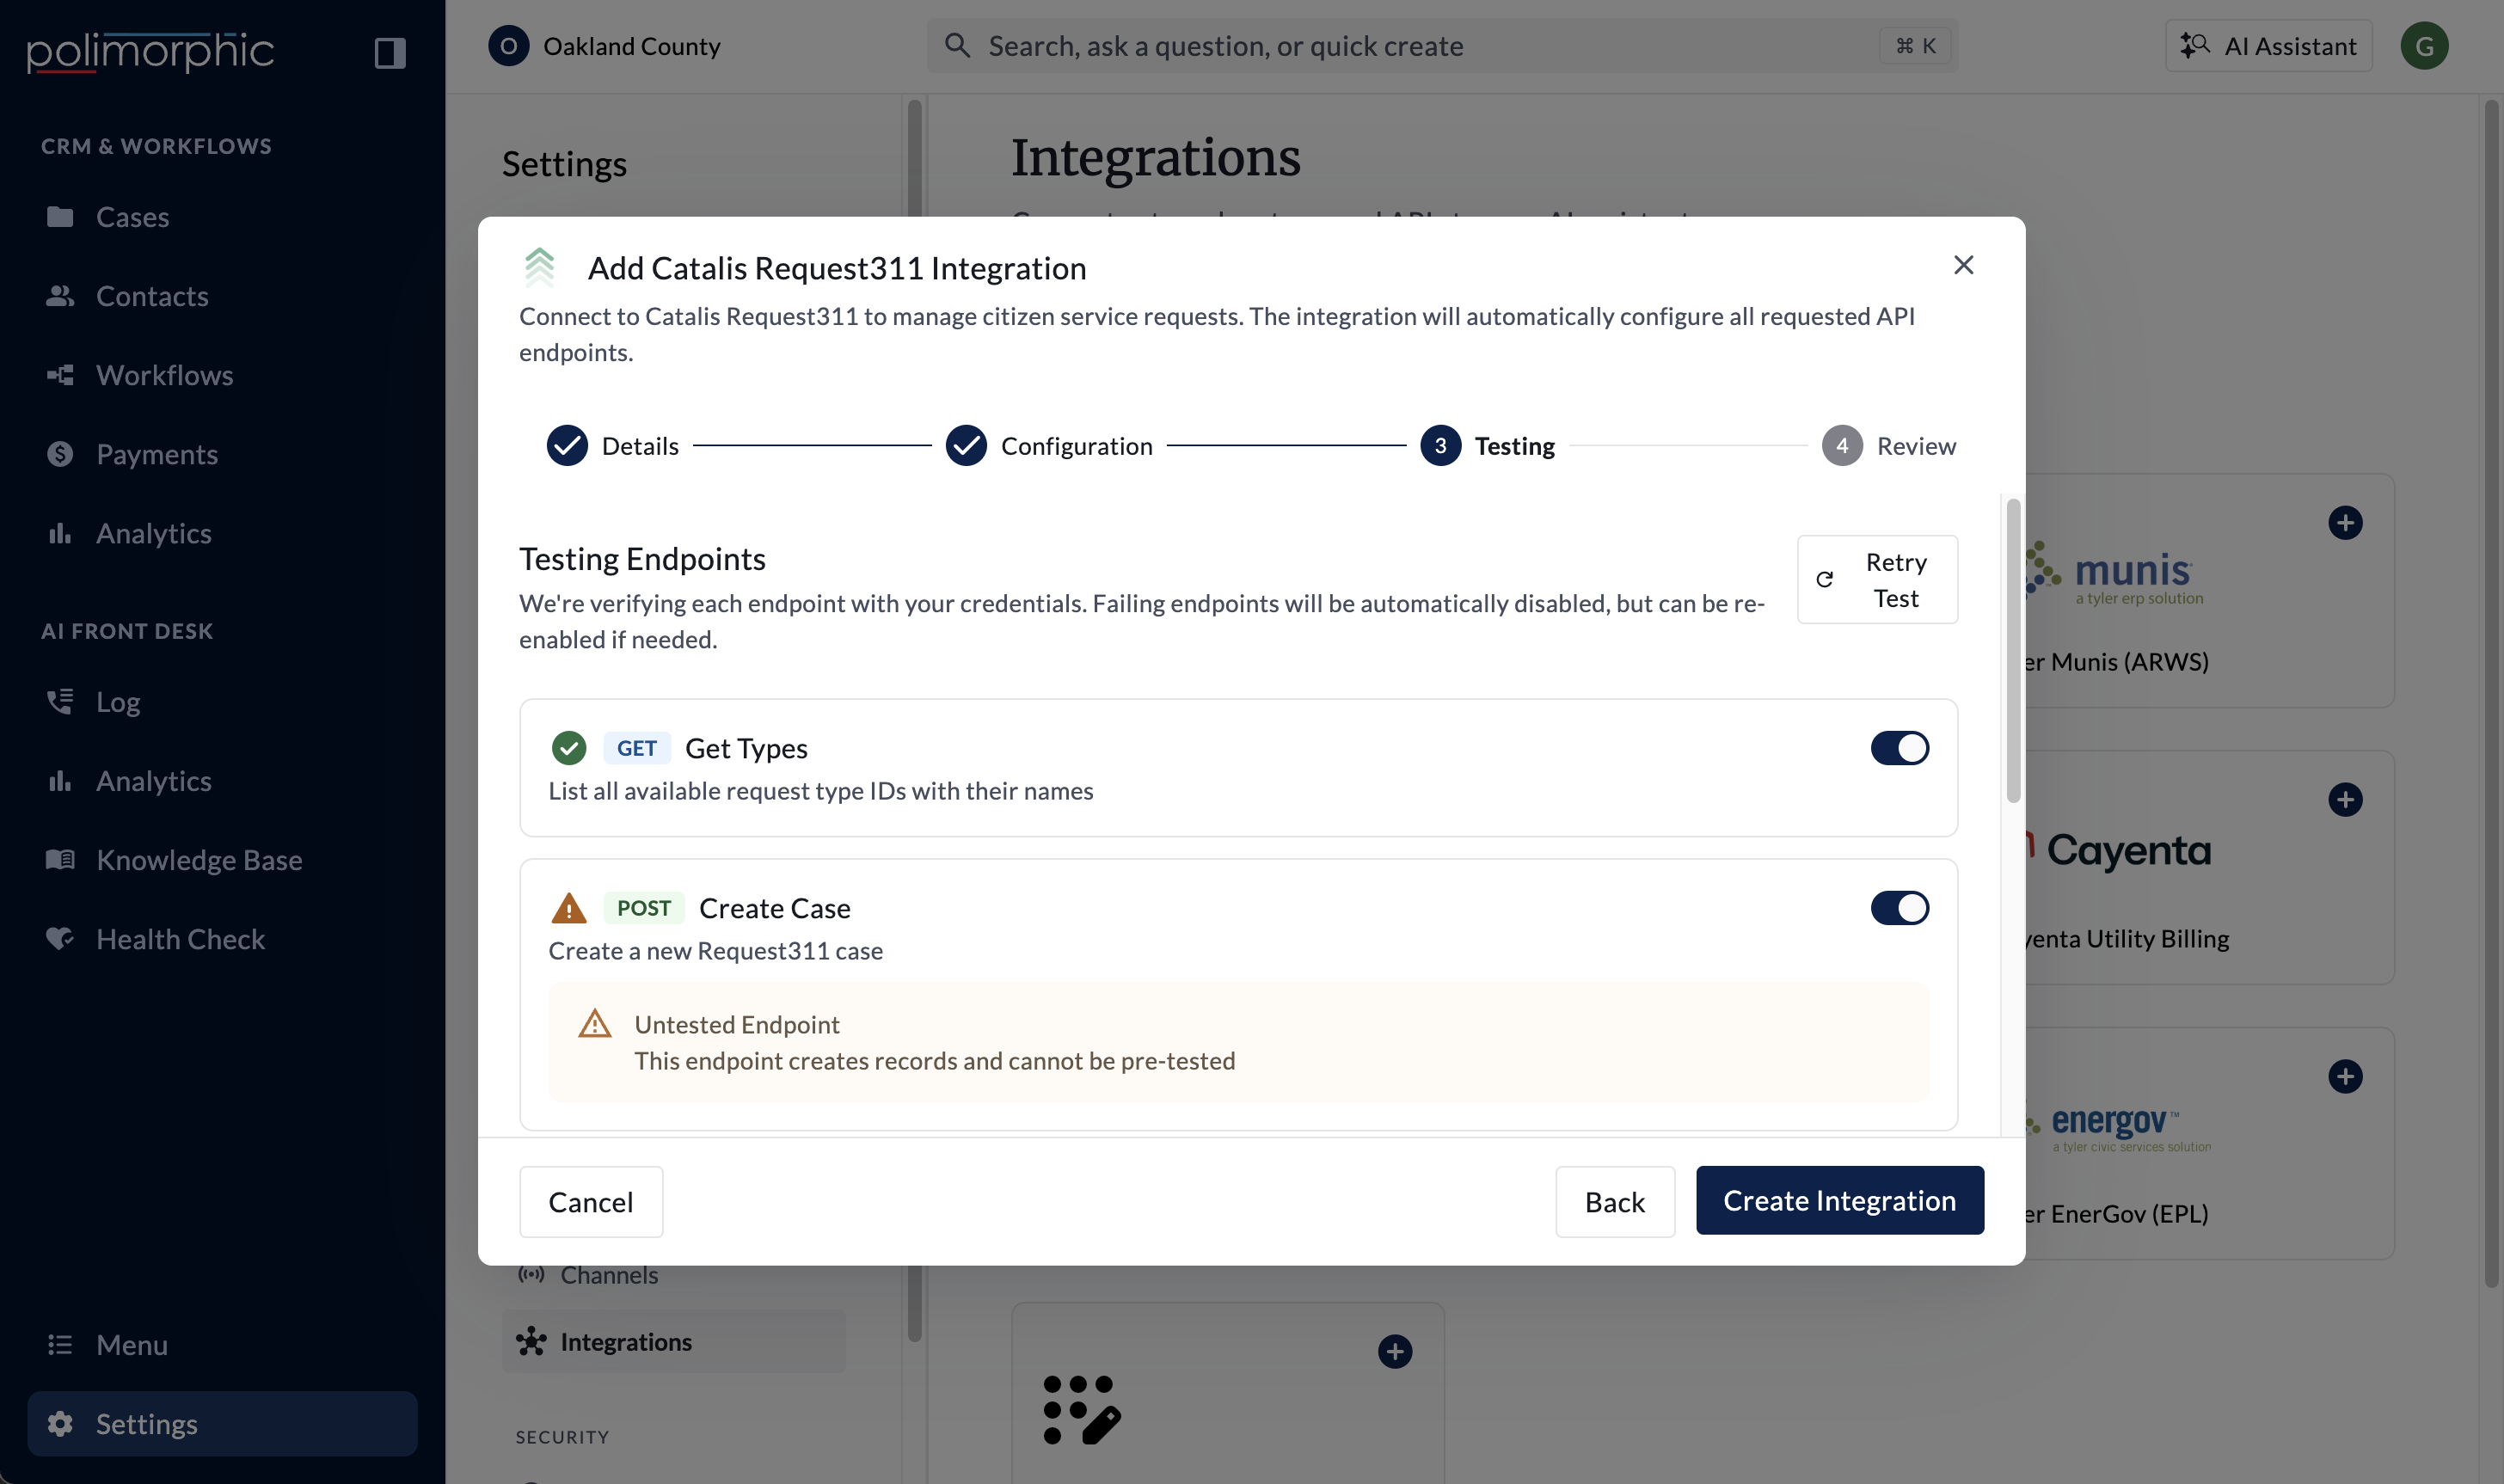 polimorphic
CRM & WORKFLOWS
Cases
Contacts
Workflows
Payments
Analytics
AI FRONT DESK
Log
Analytics
Knowledge Base
Health Check
Menu
Settings
O
Oakland County
Search, ask a question, or quick create
⌘ K
AI Assistant
G
Settings
Integrations
Add Catalis Request311 Integration
Connect to Catalis Request311 to manage citizen service requests. The integration will automatically configure all requested API
endpoints.
Details
Configuration
3 Testing
4 Review
Testing Endpoints
We're verifying each endpoint with your credentials. Failing endpoints will be automatically disabled, but can be re-
enabled if needed.
Retry
Test
GET Get Types
List all available request type IDs with their names
POST Create Case
Create a new Request311 case
Untested Endpoint
This endpoint creates records and cannot be pre-tested
Cancel
Back
Create Integration
munis
a tyler erp solution
er Munis (ARWS)
Cayenta
yenta Utility Billing
energov™
a tyler civic services solution
er EnerGov (EPL)
Channels
Integrations
SECURITY